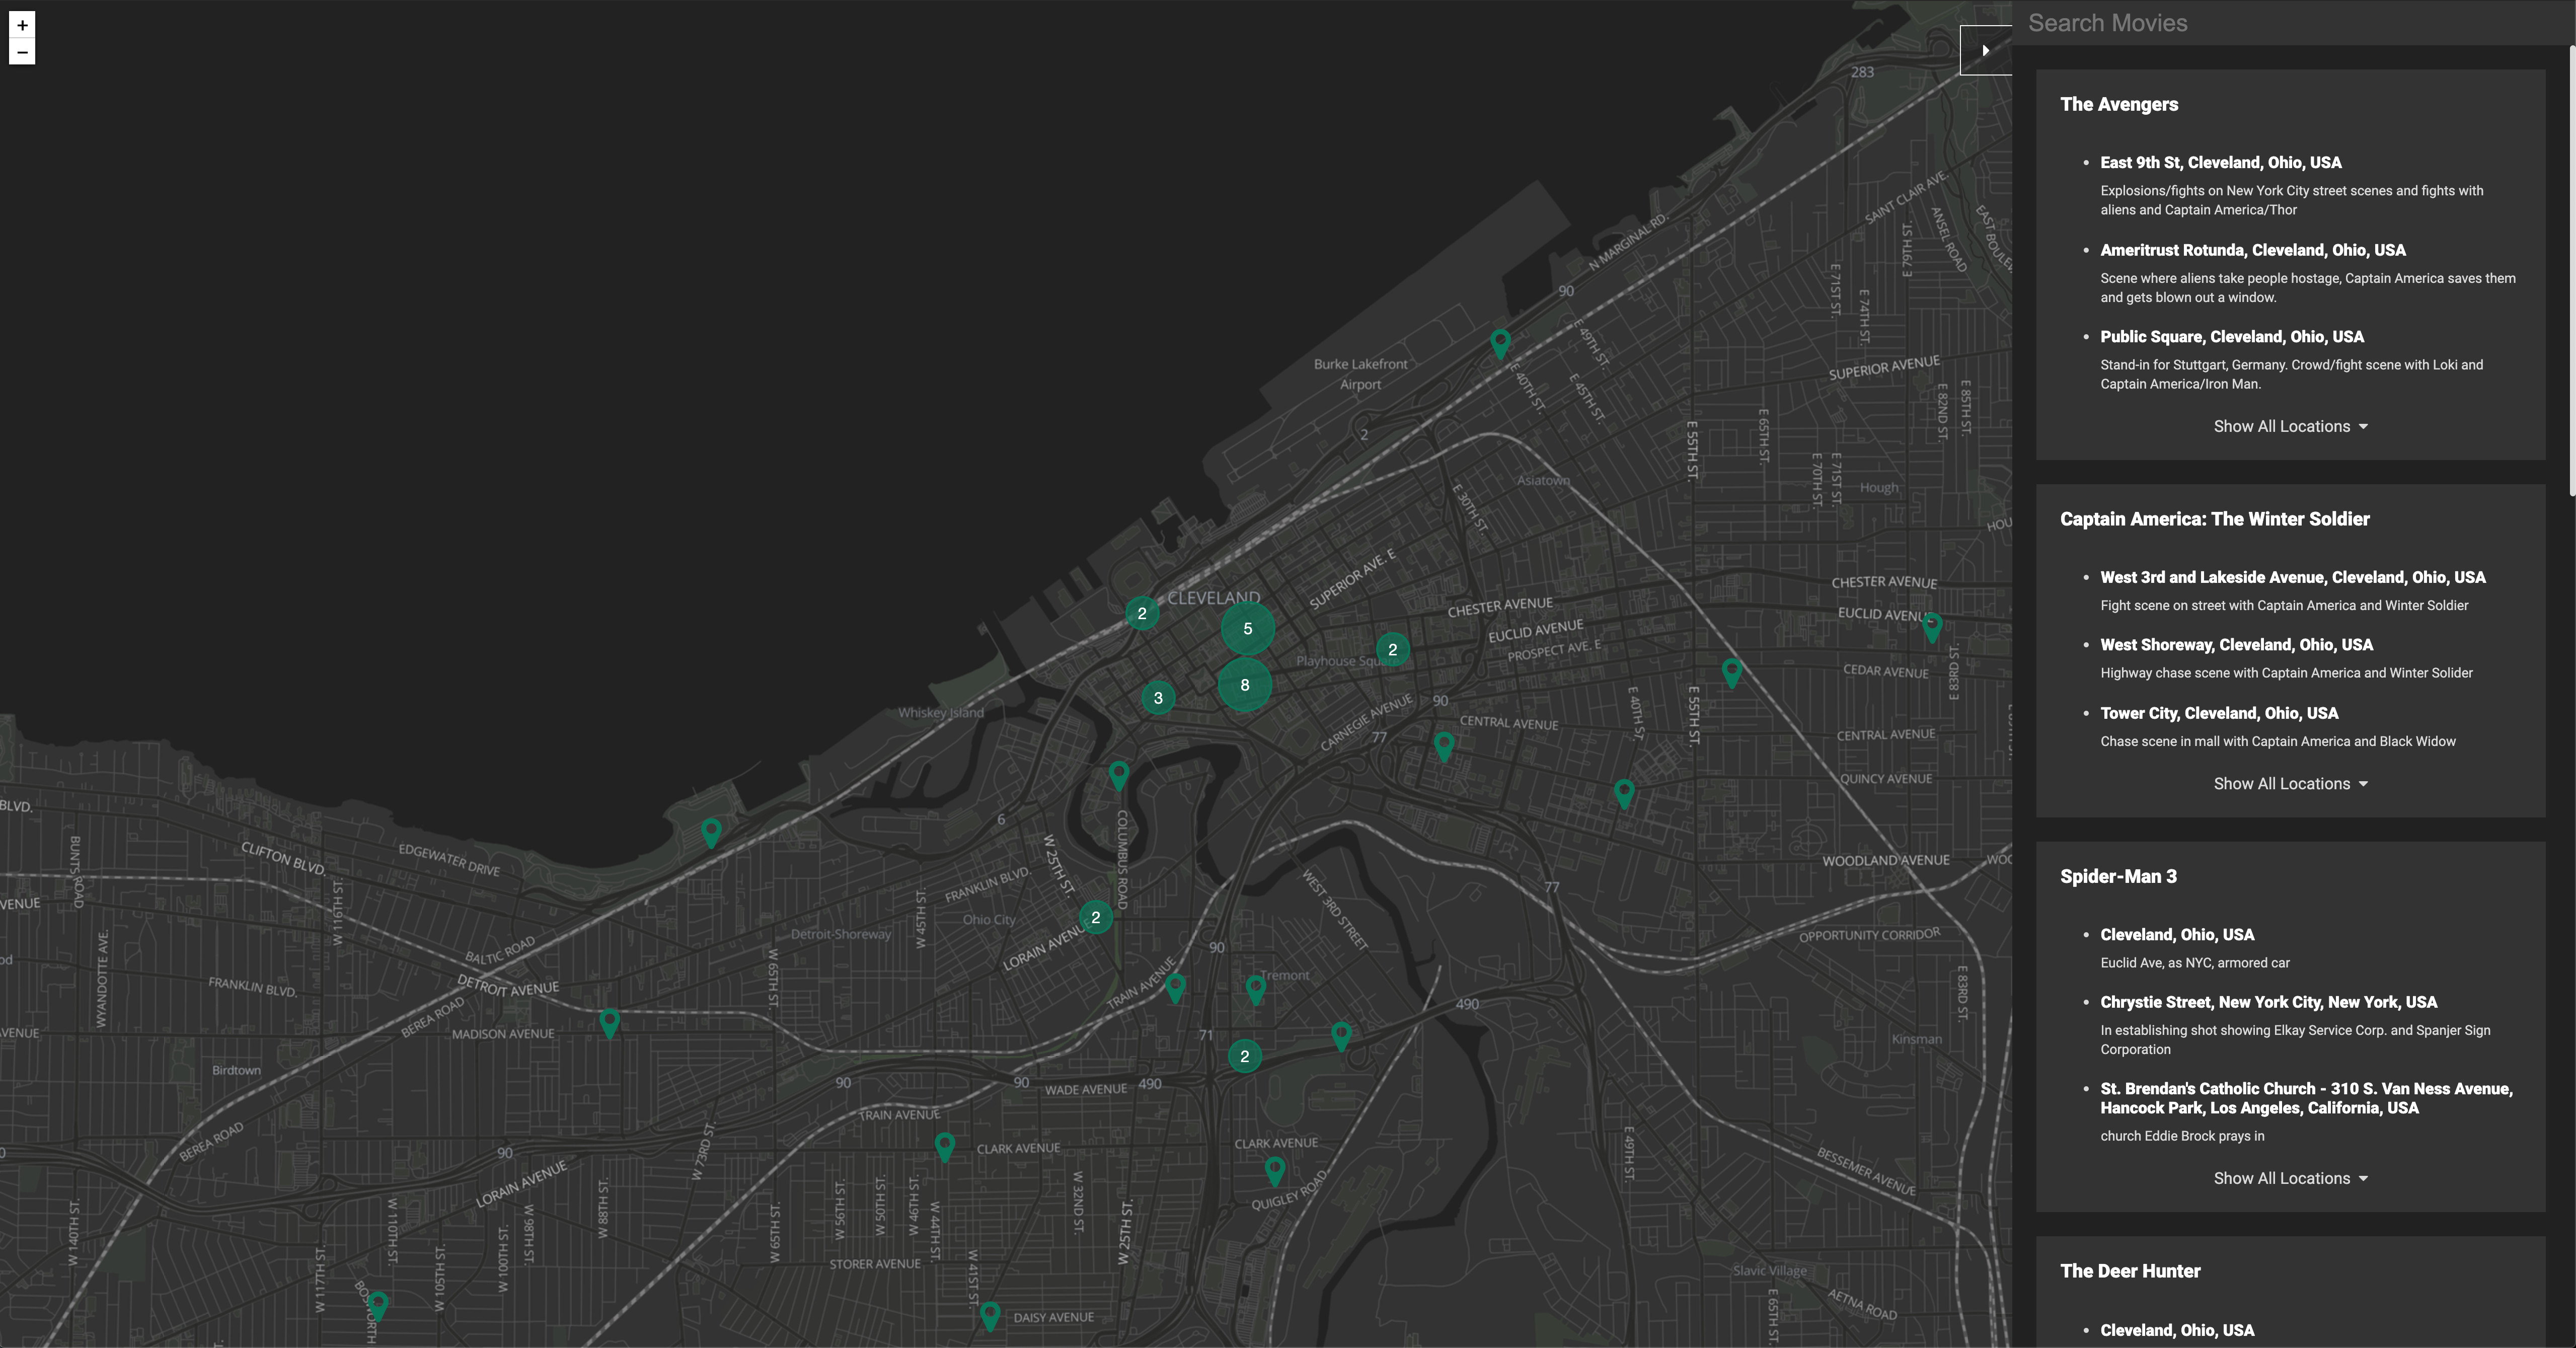 +
−
Search Movies
The Avengers
East 9th St, Cleveland, Ohio, USA
Explosions/fights on New York City street scenes and fights with
aliens and Captain America/Thor
Ameritrust Rotunda, Cleveland, Ohio, USA
Scene where aliens take people hostage, Captain America saves them
and gets blown out a window.
Public Square, Cleveland, Ohio, USA
Stand-in for Stuttgart, Germany. Crowd/fight scene with Loki and
Captain America/Iron Man.
Show All Locations
Captain America: The Winter Soldier
West 3rd and Lakeside Avenue, Cleveland, Ohio, USA
Fight scene on street with Captain America and Winter Soldier
West Shoreway, Cleveland, Ohio, USA
Highway chase scene with Captain America and Winter Solider
Tower City, Cleveland, Ohio, USA
Chase scene in mall with Captain America and Black Widow
Show All Locations
Spider-Man 3
Cleveland, Ohio, USA
Euclid Ave, as NYC, armored car
Chrystie Street, New York City, New York, USA
In establishing shot showing Elkay Service Corp. and Spanjer Sign
Corporation
St. Brendan's Catholic Church - 310 S. Van Ness Avenue,
Hancock Park, Los Angeles, California, USA
church Eddie Brock prays in
Show All Locations
The Deer Hunter
Cleveland, Ohio, USA
283
SAINT CLAIR AVE.
ANSEL ROAD
E 79TH ST.
N MARGINAL RD.
90
E 71ST ST.
E 74TH ST.
E 49TH ST.
Burke Lakefront
Airport
E 40TH ST.
E 45TH ST.
SUPERIOR AVENUE
E 82ND ST.
E 85TH ST.
2
E 55TH ST.
E 65TH ST.
E 70TH ST.
E 71ST ST.
Asiatown
Hough
E 30TH ST.
SUPERIOR AVE. E
CLEVELAND
2
5
2
8
3
CHESTER AVENUE
CHESTER AVENUE
EUCLID AVENUE
EUCLID AVENUE
PROSPECT AVE. E
Playhouse Square
CEDAR AVENUE
E 83RD ST.
Whiskey Island
CARNEGIE AVENUE
90
77
CENTRAL AVENUE
E 40TH ST.
E 55TH ST.
CENTRAL AVENUE
QUINCY AVENUE
BLVD.
6
BUNTS ROAD
CLIFTON BLVD.
EDGEWATER DRIVE
W 25TH ST.
COLUMBUS ROAD
WOODLAND AVENUE
FRANKLIN BLVD.
WEST 3RD STREET
77
VENUE
W 116TH ST.
W 45TH ST.
Ohio City
2
Detroit-Shoreway
LORAIN AVENUE
90
OPPORTUNITY CORRIDOR
WYANDOTTE AVE.
BALTIC ROAD
W 65TH ST.
Tremont
TRAIN AVENUE
FRANKLIN BLVD.
DETROIT AVENUE
490
E 83RD ST.
BEREA ROAD
MADISON AVENUE
VENUE
71
Kinsman
2
Birdtown
90
90
WADE AVENUE
490
TRAIN AVENUE
CLARK AVENUE
CLARK AVENUE
BEREA ROAD
90
LORAIN AVENUE
W 73RD ST.
E 49TH ST.
BESSEMER AVENUE
QUIGLEY ROAD
W 140TH ST.
W 117TH ST.
W 110TH ST.
W 105TH ST.
W 100TH ST.
W 98TH ST.
W 88TH ST.
W 65TH ST.
W 56TH ST.
W 50TH ST.
W 46TH ST.
W 44TH ST.
W 41ST ST.
W 32ND ST.
W 25TH ST.
STORER AVENUE
Slavic Village
E 65TH ST.
AETNA ROAD
DAISY AVENUE